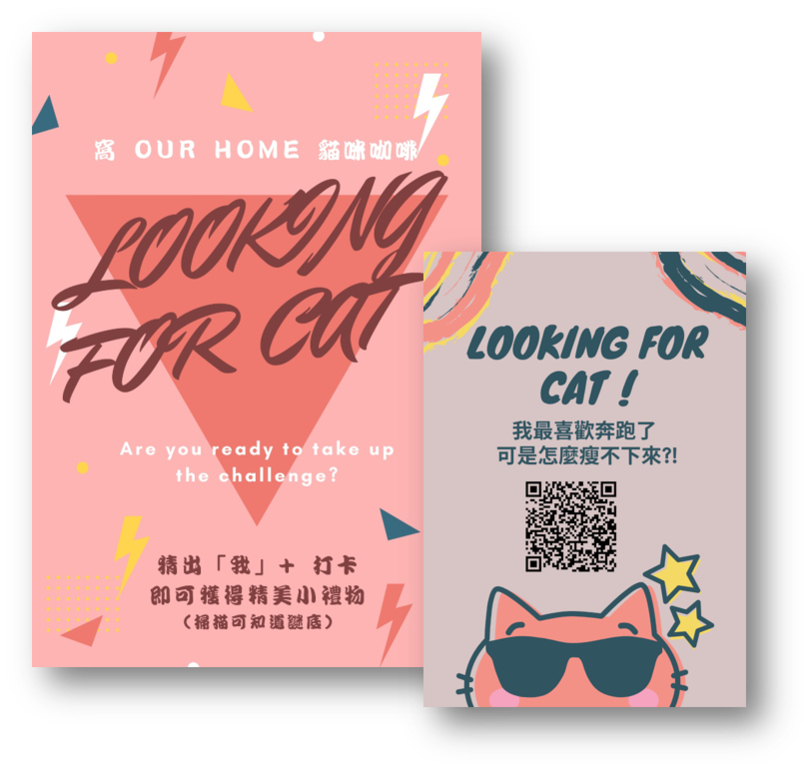 窩 OUR HOME 貓咪咖啡
LOOKING
FOR CAT
Are you ready to take up
the challenge?
猜出「我」+ 打卡
即可獲得精美小禮物
(掃描可知道謎底)
LOOKING FOR
CAT !
我最喜歡奔跑了
可是怎麼瘦不下來?!